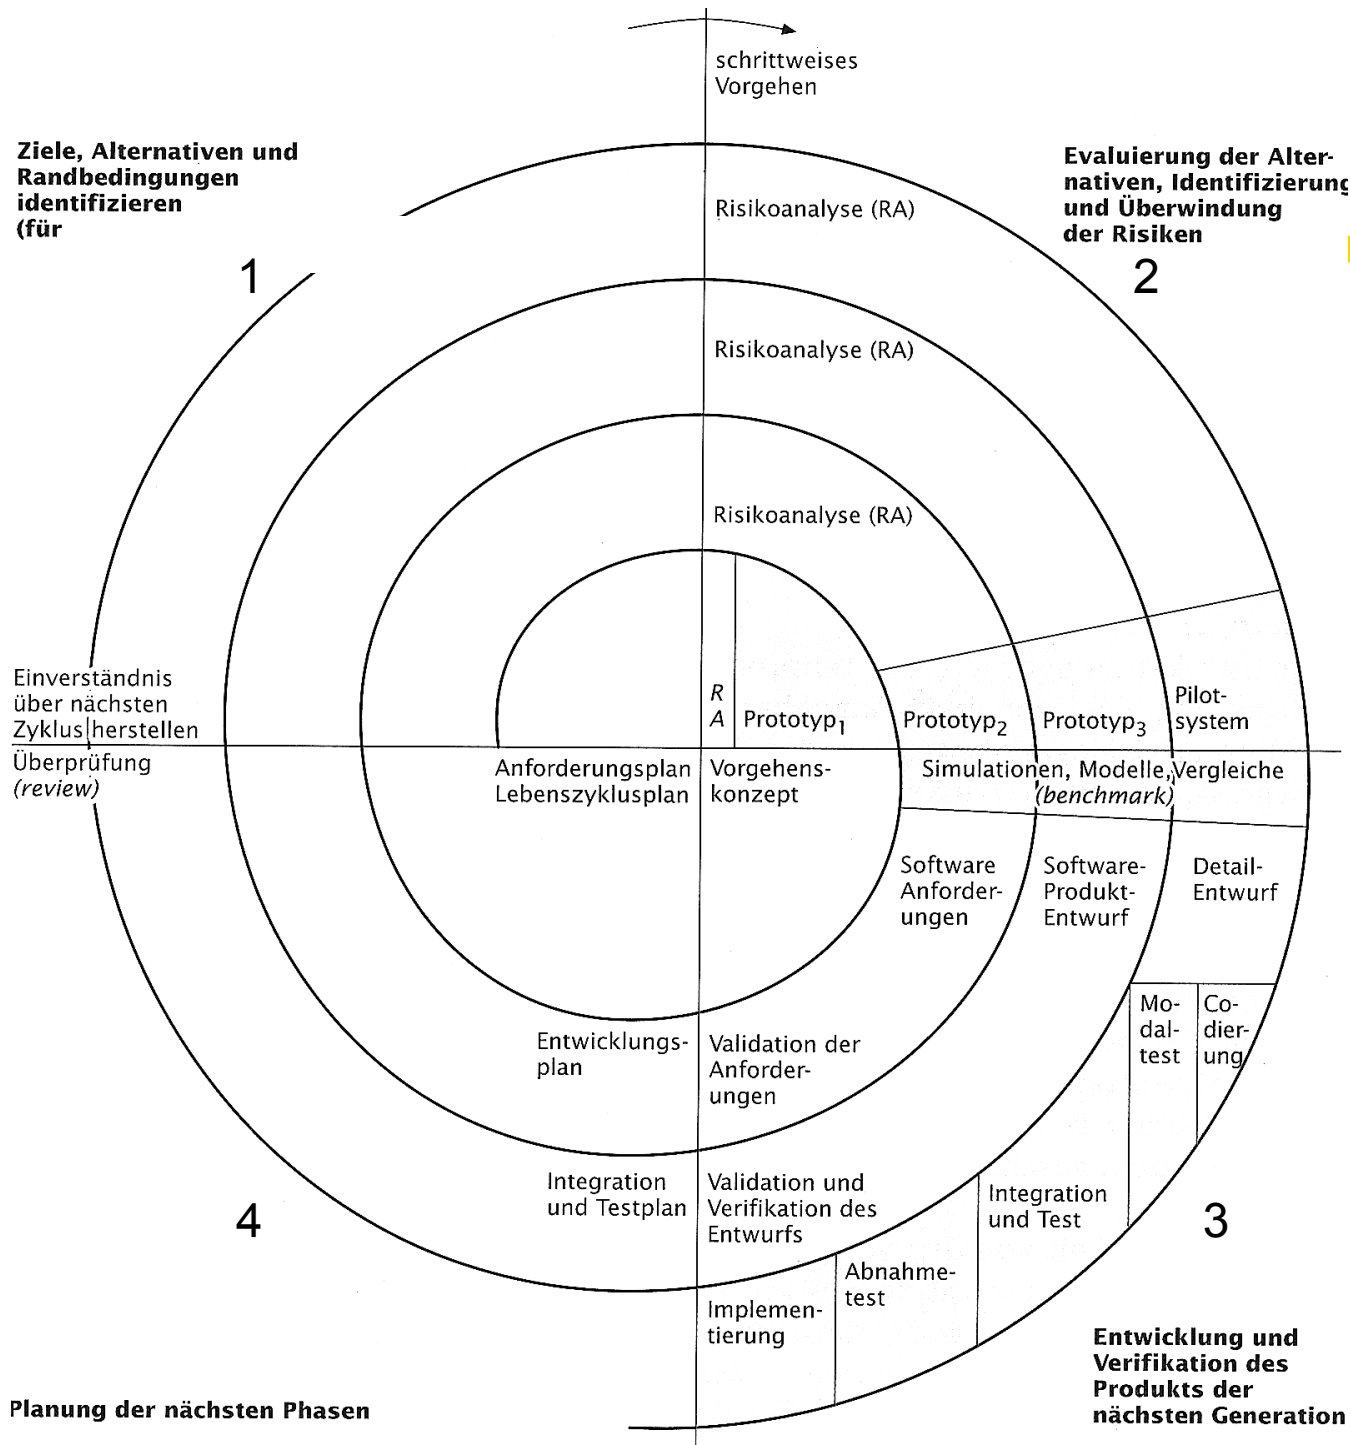 schrittweises
Vorgehen
Ziele, Alternativen und
Randbedingungen
identifizieren
(für
1
Evaluierung der Alter-
nativen, Identifizierung
und Überwindung
der Risiken
2
Risikoanalyse (RA)
Risikoanalyse (RA)
Risikoanalyse (RA)
R
A
Prototyp1
Prototyp2
Prototyp3
Pilot-
system
Einverständnis
über nächsten
Zyklus herstellen
Überprüfung
(review)
Anforderungsplan
Lebenszyklusplan
Vorgehens-
konzept
Simulationen, Modelle, Vergleiche
(benchmark)
Software
Anforder-
ungen
Software-
Produkt-
Entwurf
Detail-
Entwurf
Mo-
dal-
test
Co-
dier-
ung
Entwicklungs-
plan
Validation der
Anforder-
ungen
Integration
und Testplan
Validation und
Verifikation des
Entwurfs
Integration
und Test
Abnahme-
test
Implemen-
tierung
4
3
Planung der nächsten Phasen
Entwicklung und
Verifikation des
Produkts der
nächsten Generation